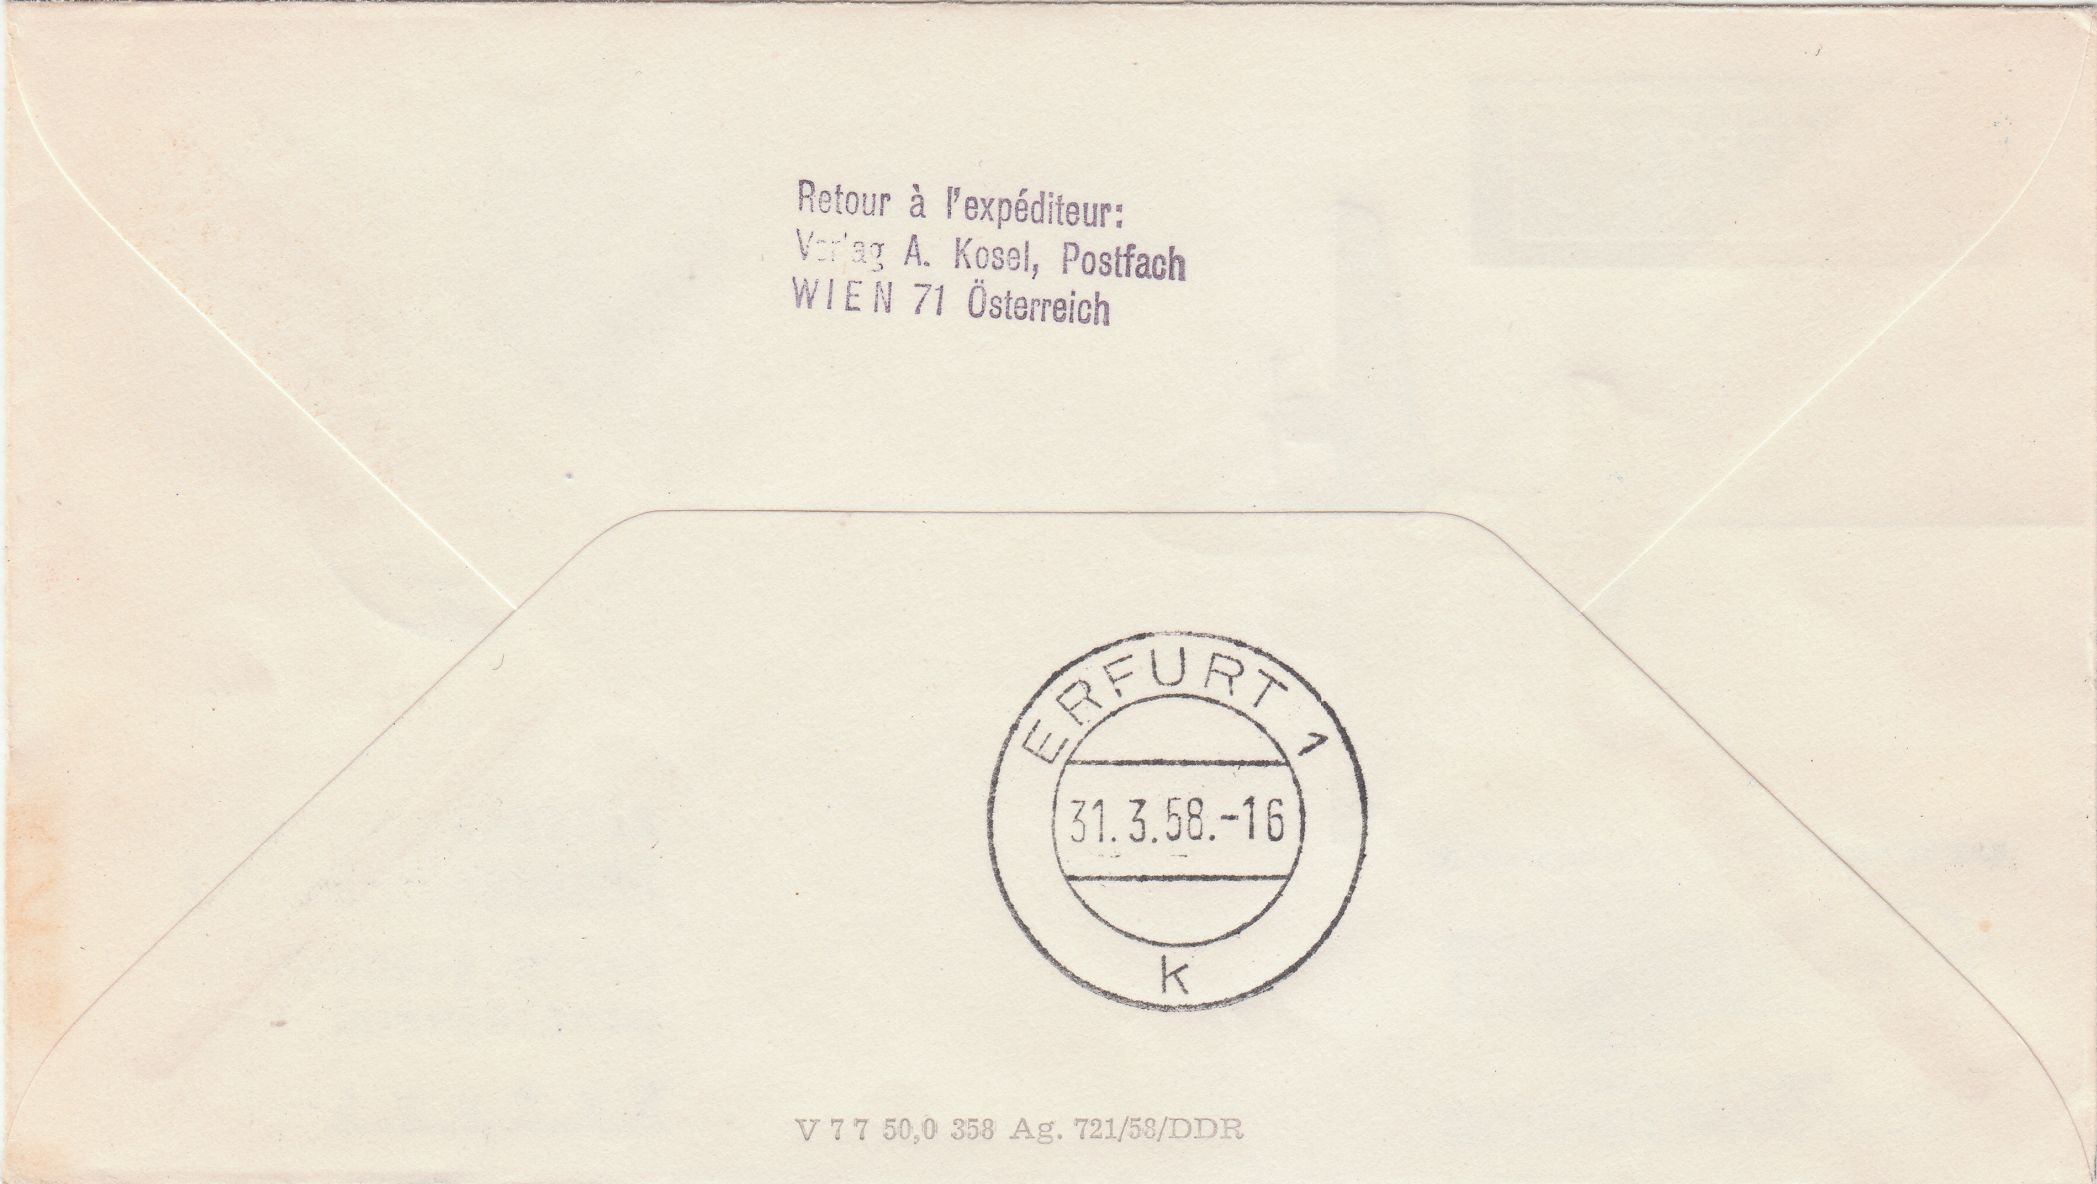 Retour à l'expéditeur:
Verlag A. Kosel, Postfach
WIEN 71 Österreich
ERFURT 1
31.3.58.-16
k
V 7 7 50,0 358 Ag. 721/58/DDR